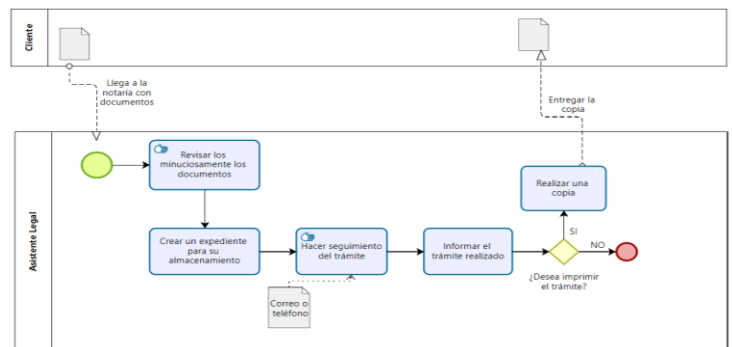 Cliente
Llega a la
notaría con
documentos
Entregar la
copia
Asistente Legal
Revisar los
minuciosamente los
documentos
Realizar una
copia
Crear un expediente
para su
almacenamiento
Hacer seguimiento
del trámite
Informar el
trámite realizado
SI
NO
¿Desea imprimir
el trámite?
Correo o
teléfono